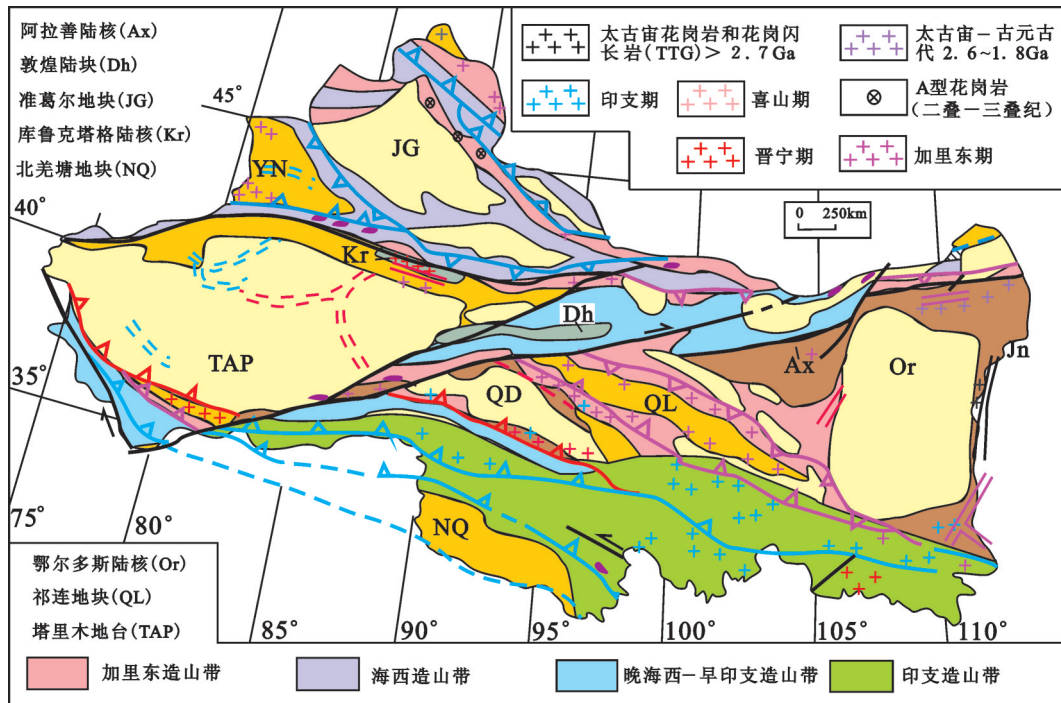 阿拉善陆核(Ax)
敦煌陆块(Dh)
准葛尔地块(JG)
库鲁克塔格陆核(Kr)
北羌塘地块(NQ)
太古宙花岗岩和花岗闪
长岩(TTG)>2.7Ga
太古宙-古元古
代2.6~1.8Ga
印支期
喜山期
A型花岗岩
(二叠-三叠纪)
晋宁期
加里东期
0 250km
45°
40°
35°
JG
YN
Kr
Dh
TAP
Ax
Or
Jn
QD
QL
NQ
75°
80°
85°
90°
95°
100°
105°
110°
鄂尔多斯陆核(Or)
祁连地块(QL)
塔里木地台(TAP)
加里东造山带
海西造山带
晚海西-早印支造山带
印支造山带